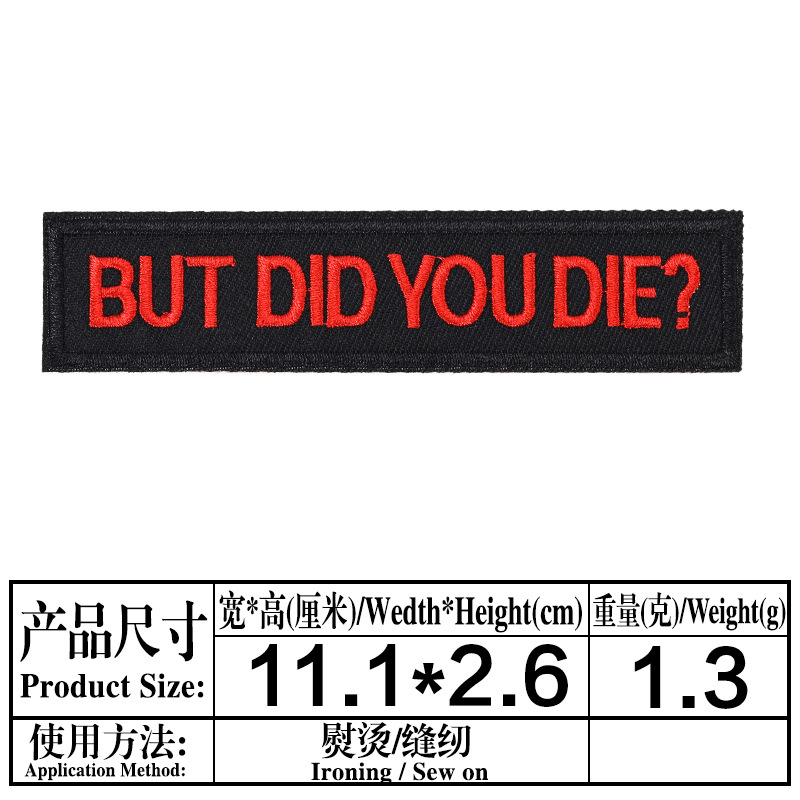 BUT DID YOU DIE?
产品尺寸
Product Size:
宽*高(厘米)/Wedth*Height(cm)
重量(克)/Weight(g)
11.1*2.6
1.3
使用方法:
Application Method:
熨烫/缝纫
Ironing / Sew on